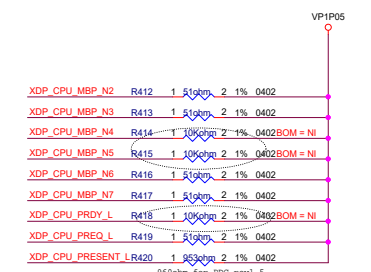 VP1P05
XDP_CPU_MBP_N2 R412 1 51ohm 2 1% 0402
XDP_CPU_MBP_N3 R413 1 51ohm 2 1% 0402
XDP_CPU_MBP_N4 R414 1 10Kohm 2 1% 0402 BOM = NI
XDP_CPU_MBP_N5 R415 1 10Kohm 2 1% 0402 BOM = NI
XDP_CPU_MBP_N6 R416 1 51ohm 2 1% 0402
XDP_CPU_MBP_N7 R417 1 51ohm 2 1% 0402
XDP_CPU_PRDY_L R418 1 10Kohm 2 1% 0402 BOM = NI
XDP_CPU_PREQ_L R419 1 51ohm 2 1% 0402
XDP_CPU_PRESENT_L R420 1 953ohm 2 1% 0402